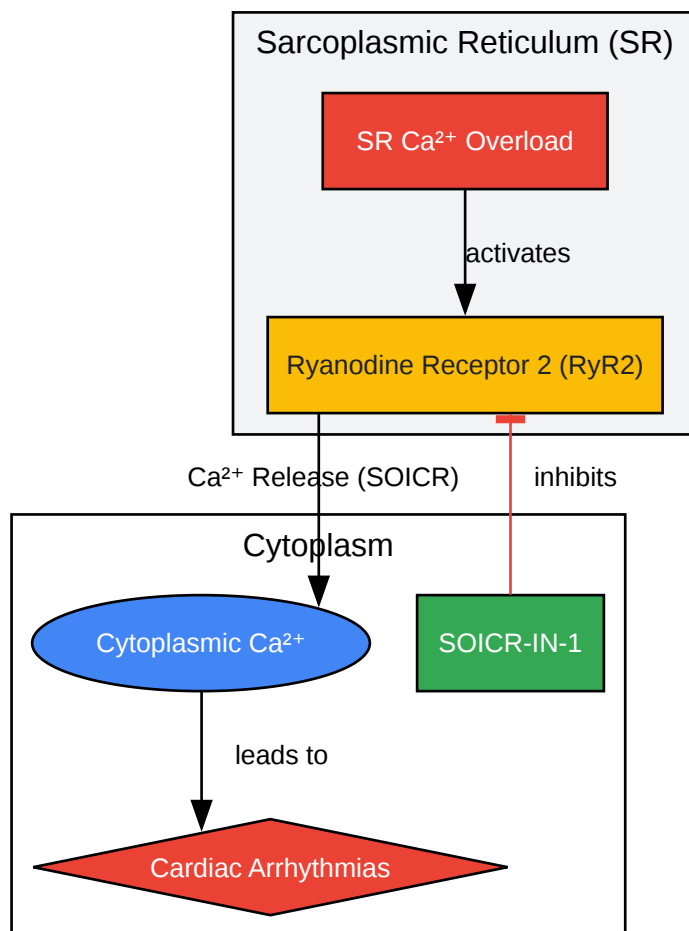 Sarcoplasmic Reticulum (SR)
SR Ca²⁺ Overload
activates
Ryanodine Receptor 2 (RyR2)
Ca²⁺ Release (SOICR)
inhibits
Cytoplasm
Cytoplasmic Ca²⁺
SOICR-IN-1
leads to
Cardiac Arrhythmias